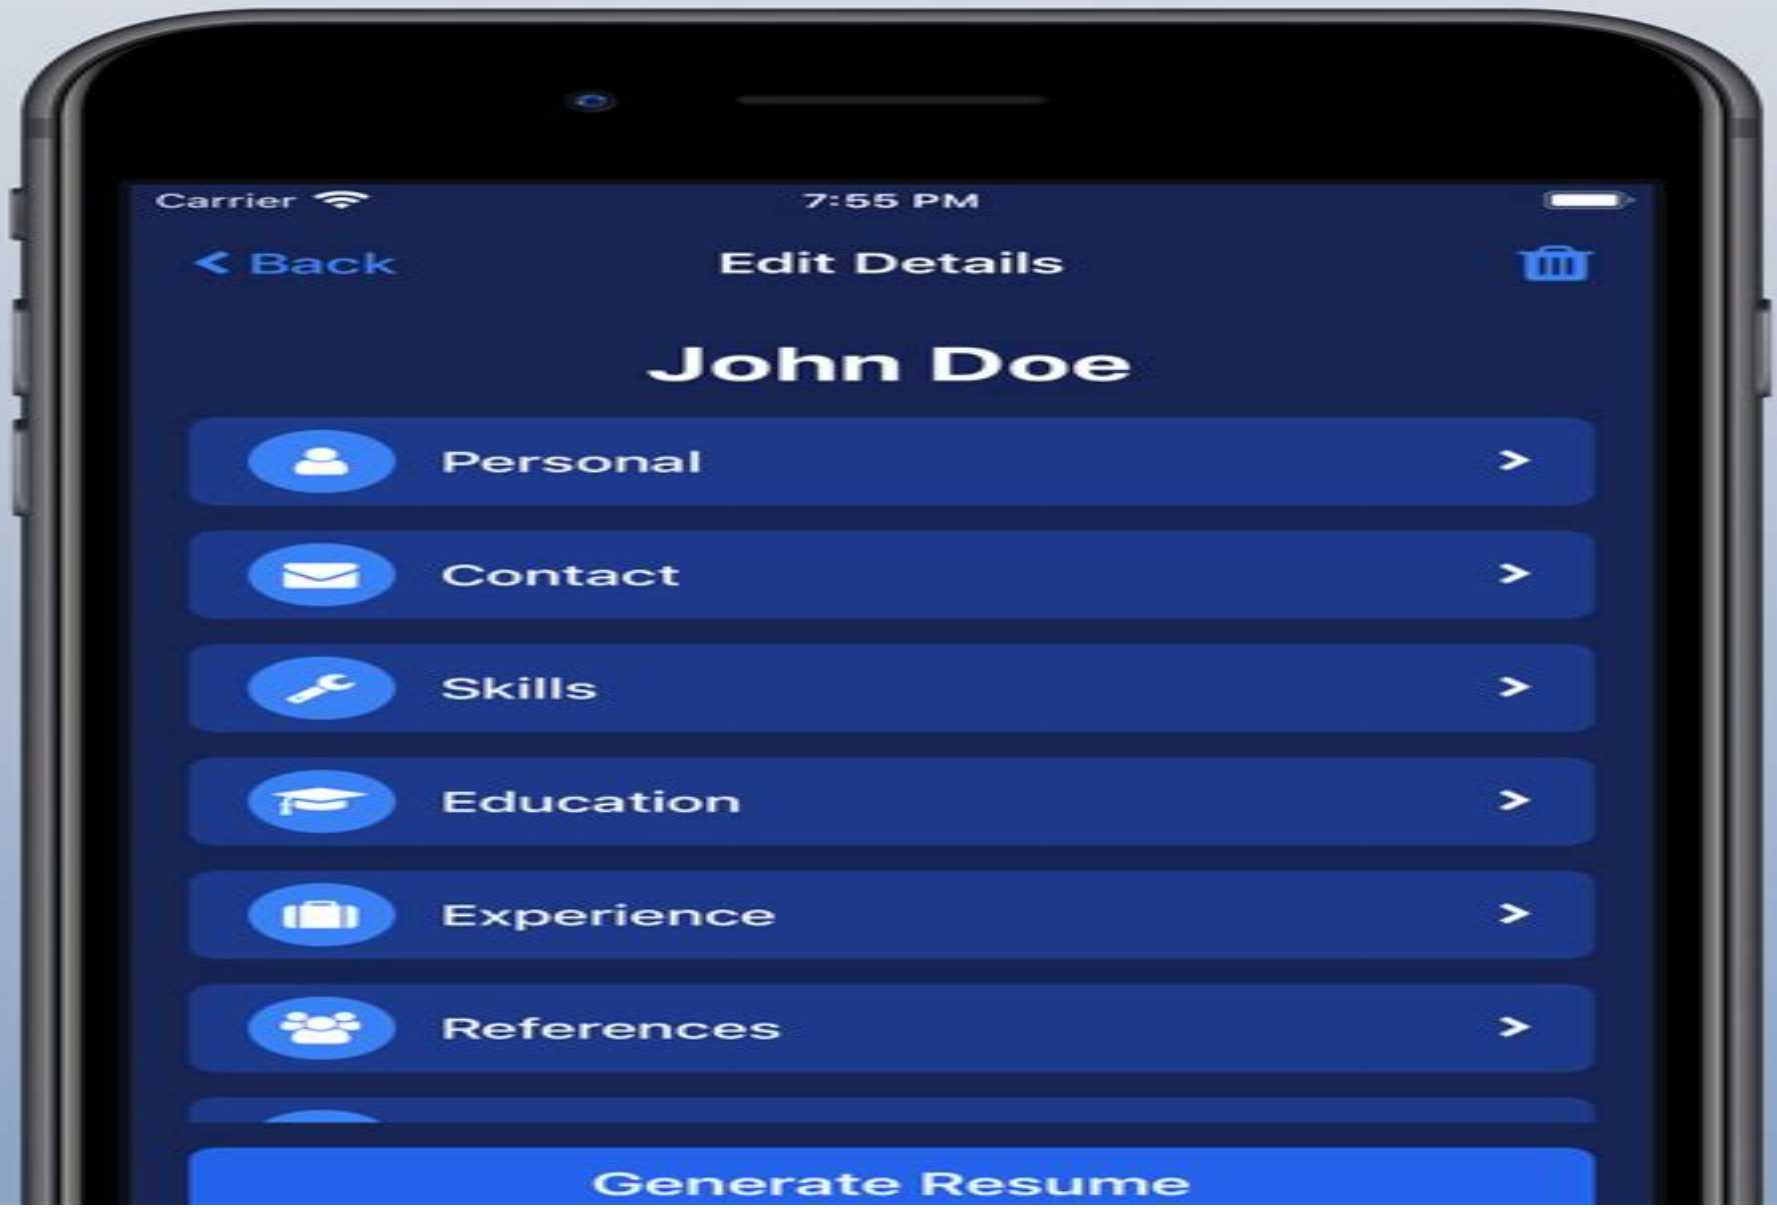 Carrier 7:55 PM
Back Edit Details
John Doe
Personal
Contact
Skills
Education
Experience
References
Generate Resume